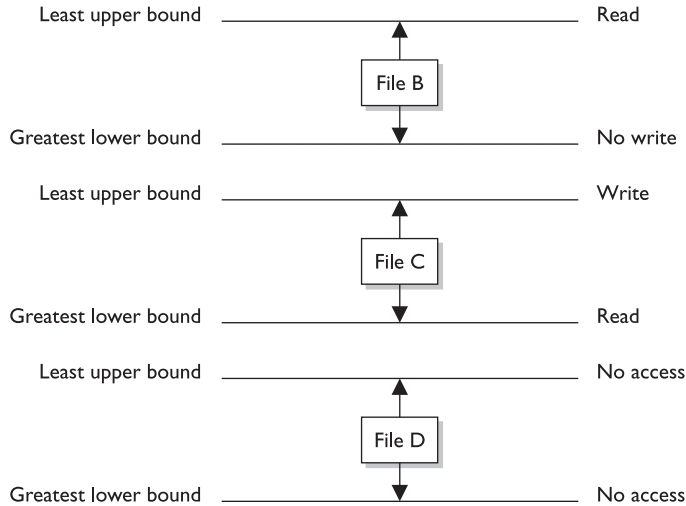 Least upper bound Read
File B
Greatest lower bound No write
Least upper bound Write
File C
Greatest lower bound Read
Least upper bound No access
File D
Greatest lower bound No access